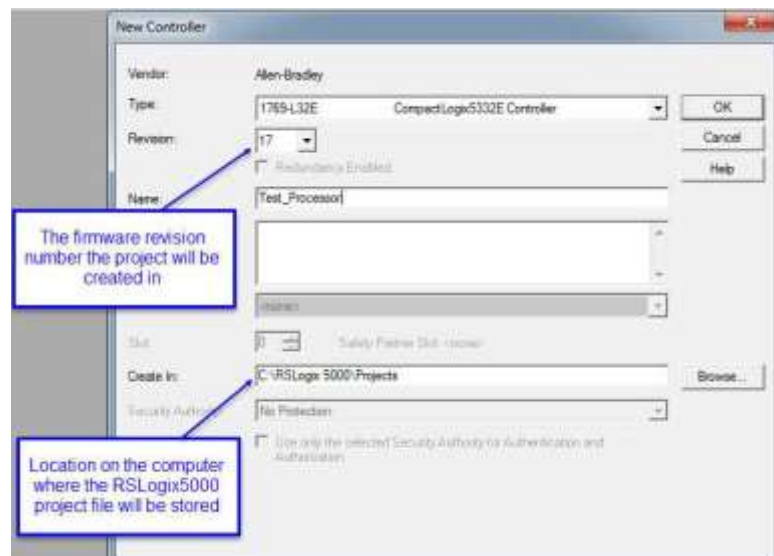 New Controller
Vendor: Allen-Bradley
Type: 1769-L32E CompactLogix5332E Controller OK
Revision: 17 Cancel
Redundancy Enabled Help
Name Test_Processor
The firmware revision
number the project will be
created in
<none>
Slot 0 Safety Partner Slot: <none>
Create In: C:\RSLogix 5000\Projects Browse...
Security Authority No Protection
Use only the selected Security Authority for Authentication and
Authorization
Location on the computer
where the RSLogix5000
project file will be stored